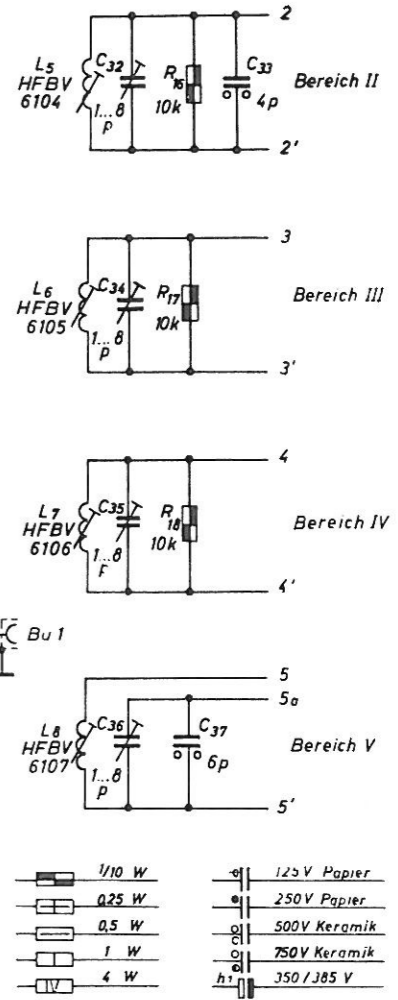 2
L5
HFBV
6104
C32
1...8
p
R16
10k
C33
4p
Bereich II
2'
3
L6
HFBV
6105
C34
1...8
p
R17
10k
Bereich III
3'
4
L7
HFBV
6106
C35
1...8
R18
10k
Bereich IV
4'
Bu 1
5
5a
L8
HFBV
6107
C36
1...8
p
C37
6p
Bereich V
5'
1/10 W
0,25 W
0,5 W
1 W
4 W
125 V Papier
250 V Papier
500 V Keramik
750 V Keramik
350 / 385 V